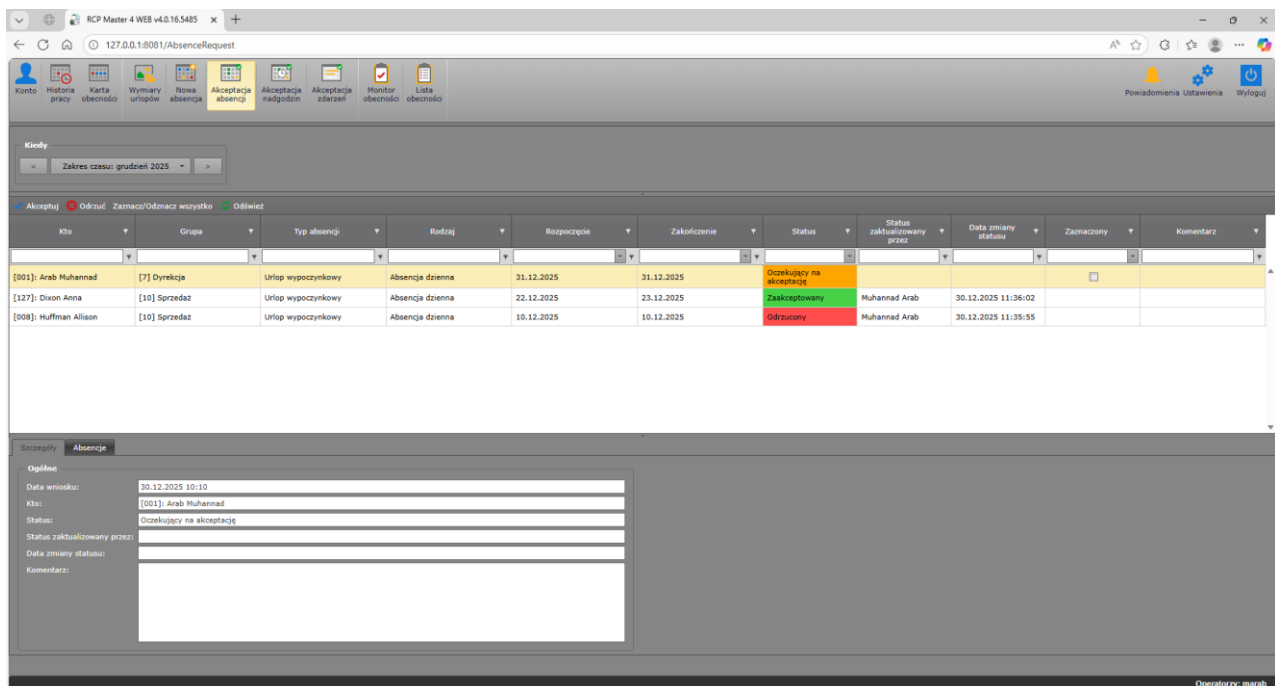 RCP Master 4 WEB v4.0.16.5485
127.0.0.1:8081/AbsenceRequest
Konto
Historia pracy
Karta obecności
Wymiary urlopów
Nowa absencja
Akceptacja absencji
Akceptacja nadgodzin
Akceptacja zdarzeń
Monitor obecności
Lista obecności
Powiadomienia Ustawienia Wyloguj
Kiedy
< Zakres czasu: grudzień 2025 >
Akceptuj Odrzuć Zaznacz/Odznacz wszystko Odśwież
Kto Grupa Typ absencji Rodzaj Rozpoczęcie Zakończenie Status Status zaktualizowany przez Data zmiany statusu Zaznaczony Komentarz
[001]: Arab Muhannad [7] Dyrekcja Urlop wypoczynkowy Absencja dzienna 31.12.2025 31.12.2025 Oczekujący na akceptację
[127]: Dixon Anna [10] Sprzedaż Urlop wypoczynkowy Absencja dzienna 22.12.2025 23.12.2025 Zaakceptowany Muhannad Arab 30.12.2025 11:36:02
[008]: Huffman Allison [10] Sprzedaż Urlop wypoczynkowy Absencja dzienna 10.12.2025 10.12.2025 Odrzucony Muhannad Arab 30.12.2025 11:35:55
Szczegóły Absencje
Ogólne
Data wniosku: 30.12.2025 10:10
Kto: [001]: Arab Muhannad
Status: Oczekujący na akceptację
Status zaktualizowany przez:
Data zmiany statusu:
Komentarz:
Operatorzy: marab